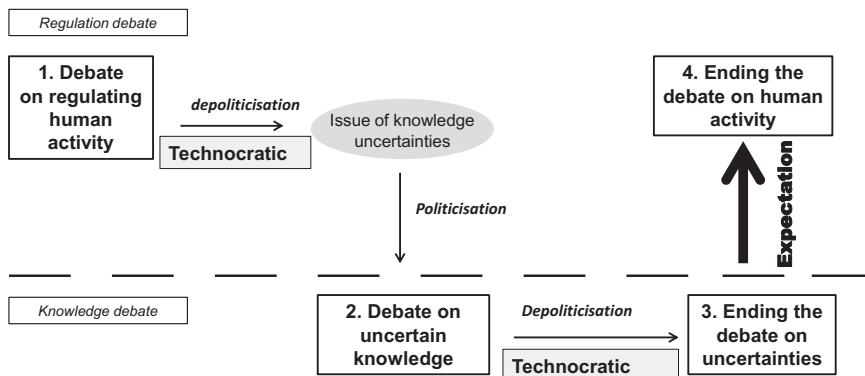 Regulation debate
1. Debate
on regulating
human
activity
depoliticisation
Technocratic
Issue of knowledge
uncertainties
Politicisation
4. Ending the
debate on human
activity
Expectation
Knowledge debate
2. Debate on
uncertain
knowledge
Depoliticisation
Technocratic
3. Ending the
debate on
uncertainties